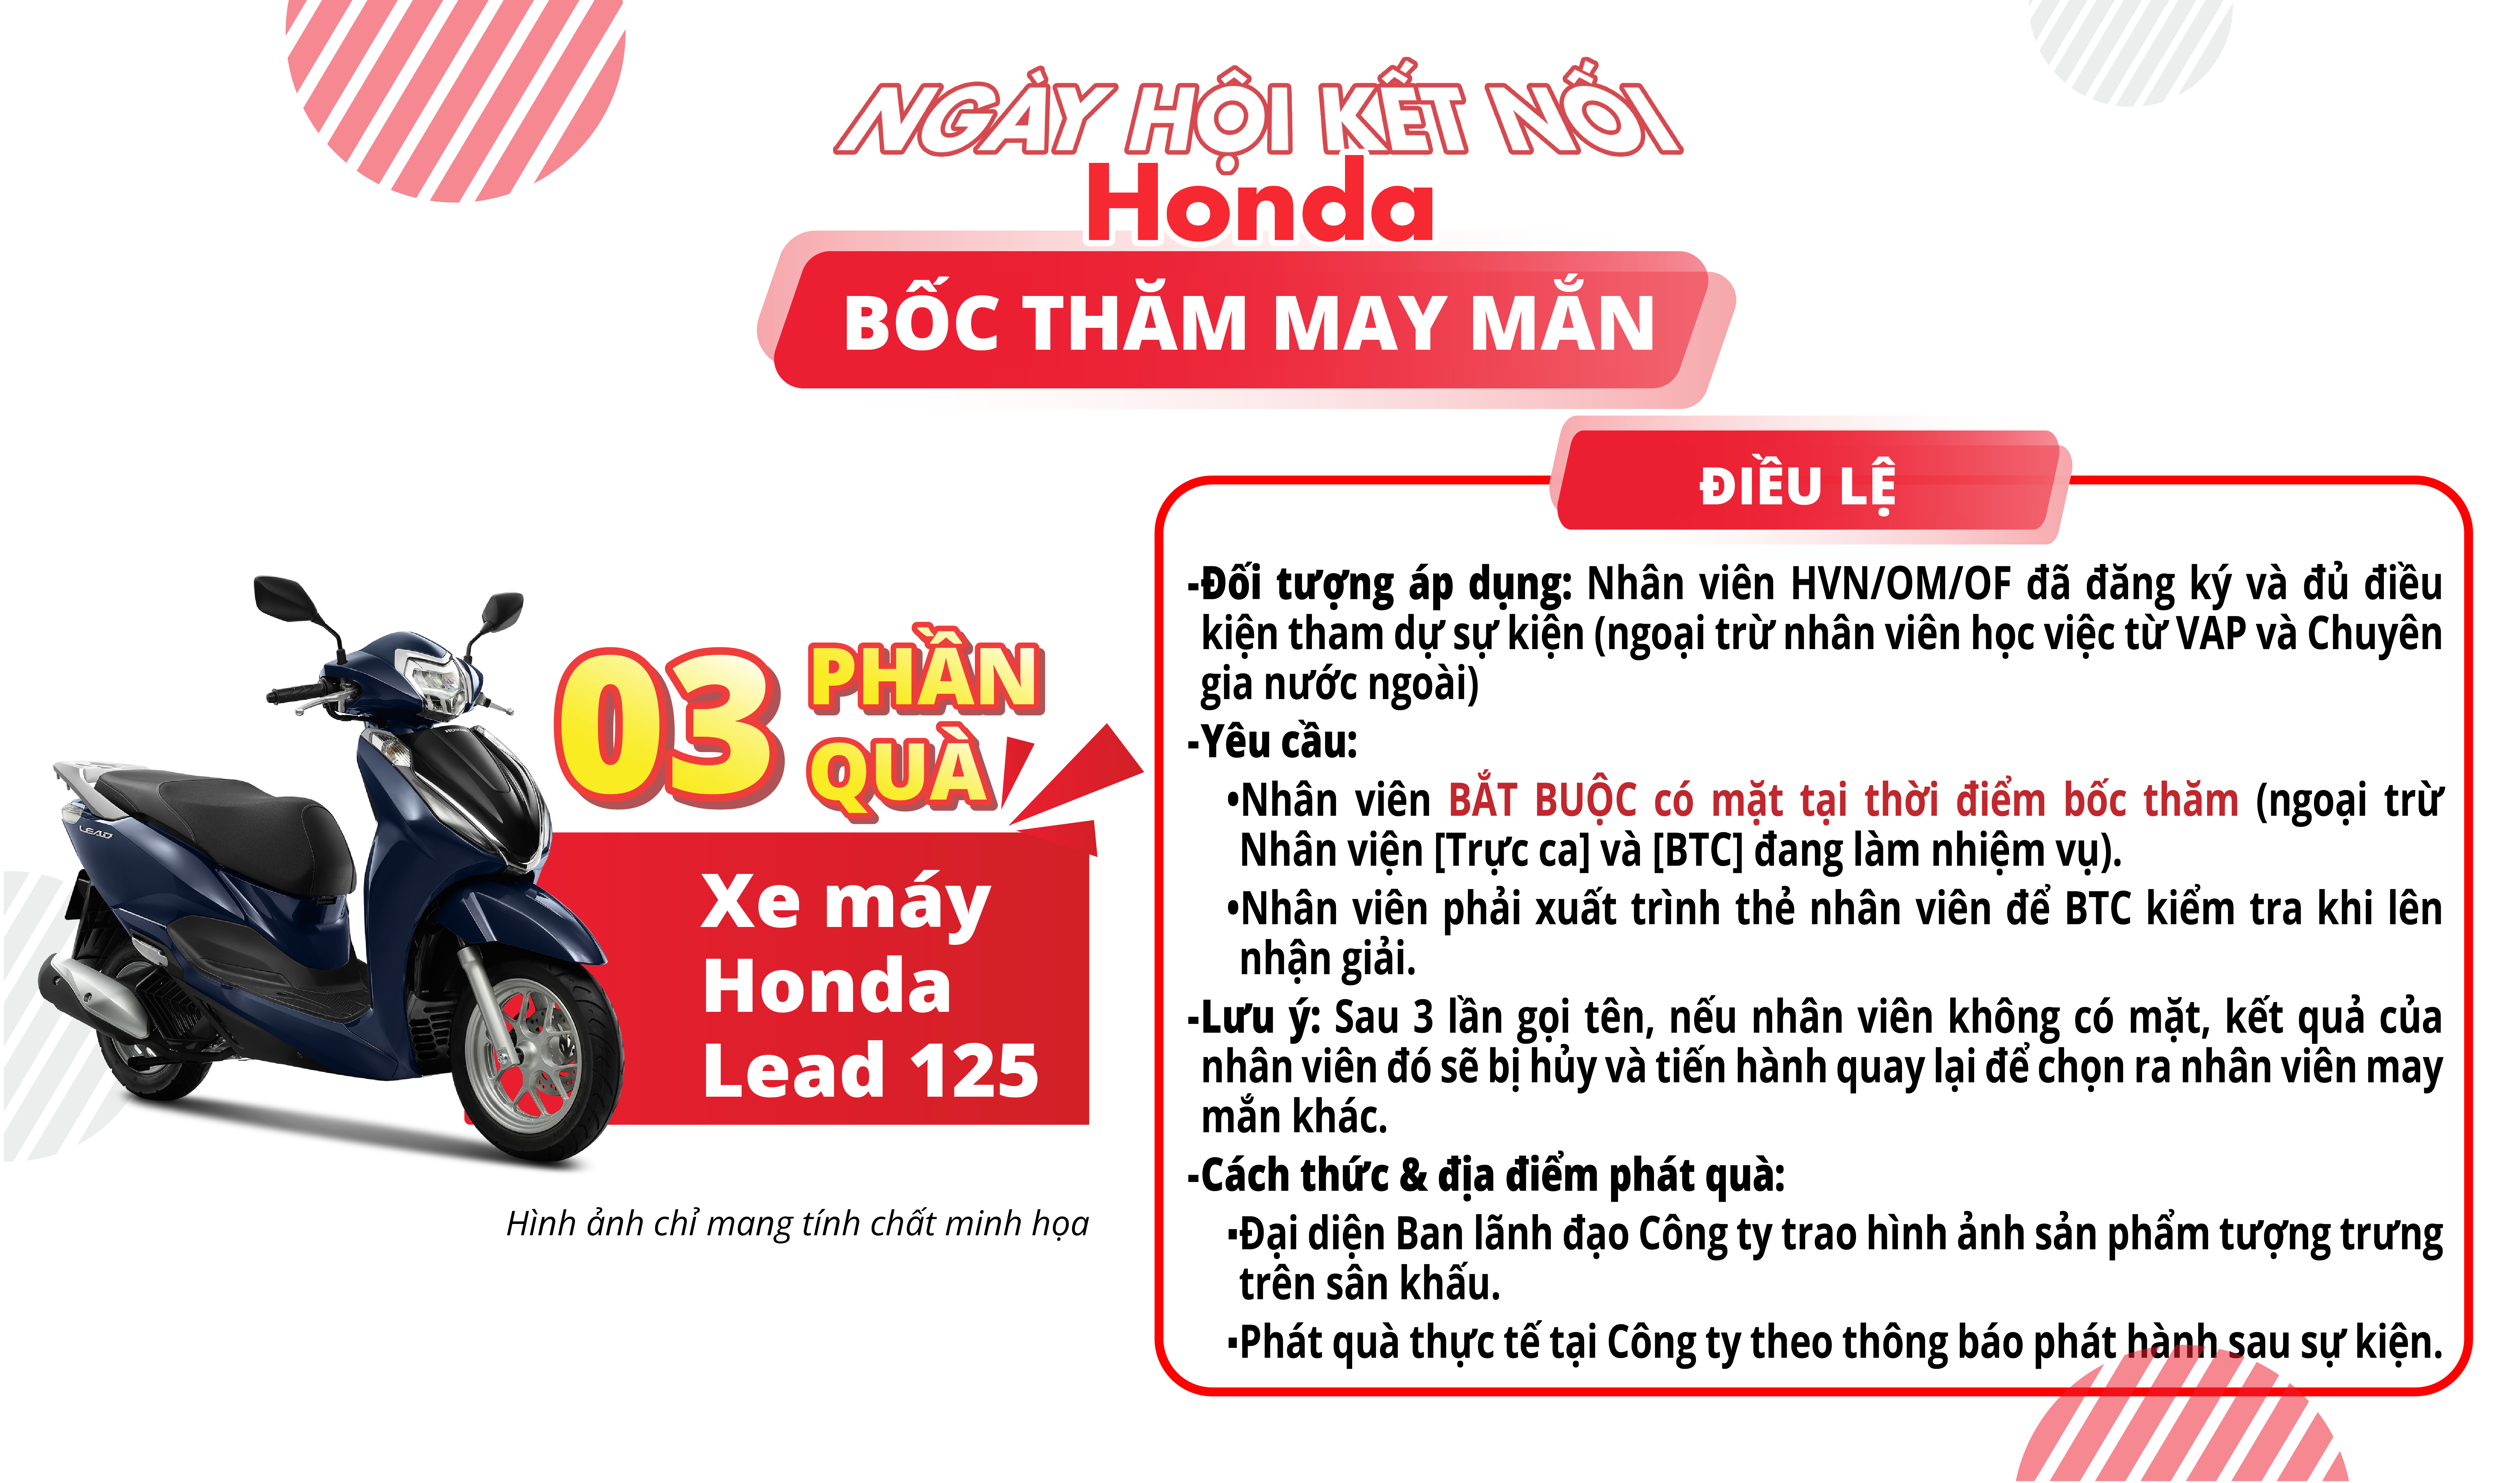 NGÀY HỘI KẾT NỐI
Honda
BỐC THĂM MAY MẮN
ĐIỀU LỆ
-Đối tượng áp dụng: Nhân viên HVN/OM/OF đã đăng ký và đủ điều
kiện tham dự sự kiện (ngoại trừ nhân viên học việc từ VAP và Chuyên
gia nước ngoài)
-Yêu cầu:
•Nhân viên BẮT BUỘC có mặt tại thời điểm bốc thăm (ngoại trừ
Nhân viện [Trực ca] và [BTC] đang làm nhiệm vụ).
•Nhân viên phải xuất trình thẻ nhân viên để BTC kiểm tra khi lên
nhận giải.
-Lưu ý: Sau 3 lần gọi tên, nếu nhân viên không có mặt, kết quả của
nhân viên đó sẽ bị hủy và tiến hành quay lại để chọn ra nhân viên may
mắn khác.
-Cách thức & địa điểm phát quà:
▪Đại diện Ban lãnh đạo Công ty trao hình ảnh sản phẩm tượng trưng
trên sân khấu.
▪Phát quà thực tế tại Công ty theo thông báo phát hành sau sự kiện.
03 PHẦN
QUÀ
Xe máy
Honda
Lead 125
HONDA
LEAD
Hình ảnh chỉ mang tính chất minh họa